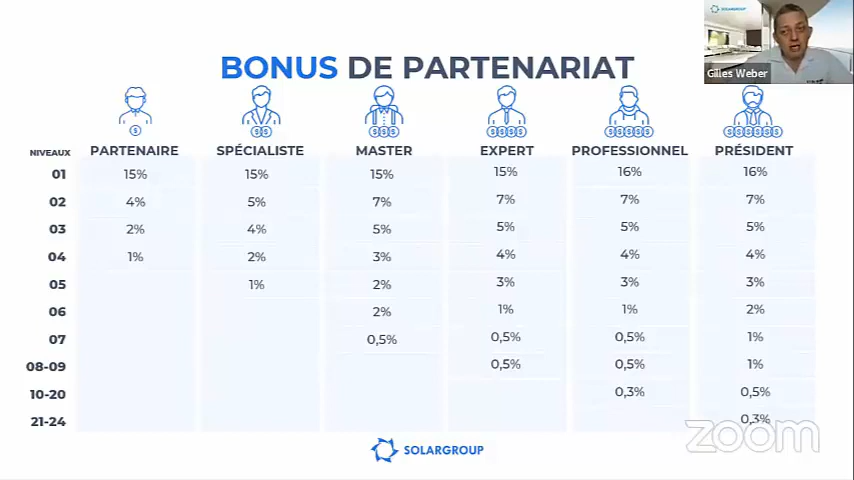 SOLARGROUP
Gilles Weber
BONUS DE PARTENARIAT
NIVEAUX PARTENAIRE SPÉCIALISTE MASTER EXPERT PROFESSIONNEL PRÉSIDENT
01 15% 15% 15% 15% 16% 16%
02 4% 5% 7% 7% 7% 7%
03 2% 4% 5% 5% 5% 5%
04 1% 2% 3% 4% 4% 4%
05 1% 2% 3% 3% 3%
06 2% 1% 1% 2%
07 0,5% 0,5% 0,5% 1%
08-09 0,5% 0,5% 1%
10-20 0,3% 0,5%
21-24 0,3%
zoom
SOLARGROUP